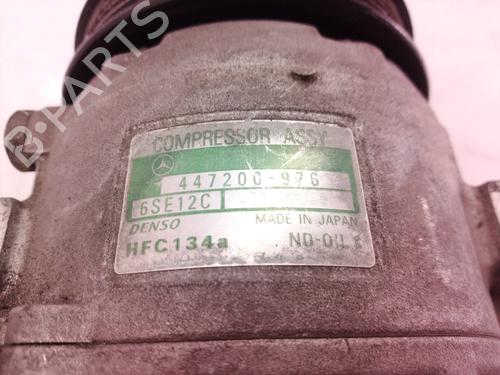 COMPRESSOR ASSY
447200-976
6SE12C
DENSO MADE IN JAPAN
HFC134a ND-OIL 8
B-PARTS